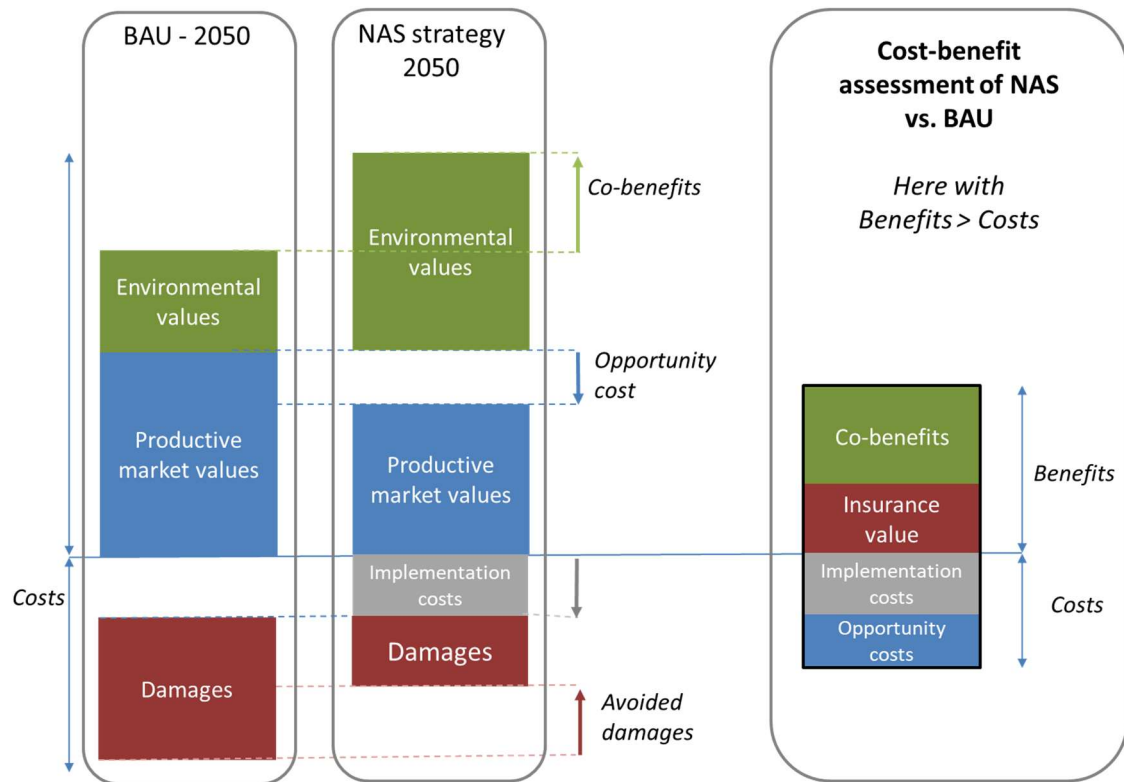 BAU - 2050
Environmental
values
Productive
market values
Damages
Costs
NAS strategy
2050
Environmental
values
Productive
market values
Implementation
costs
Damages
Co-benefits
Opportunity
cost
Avoided
damages
Cost-benefit
assessment of NAS
vs. BAU
Here with
Benefits > Costs
Co-benefits
Insurance
value
Implementation
costs
Opportunity
costs
Benefits
Costs